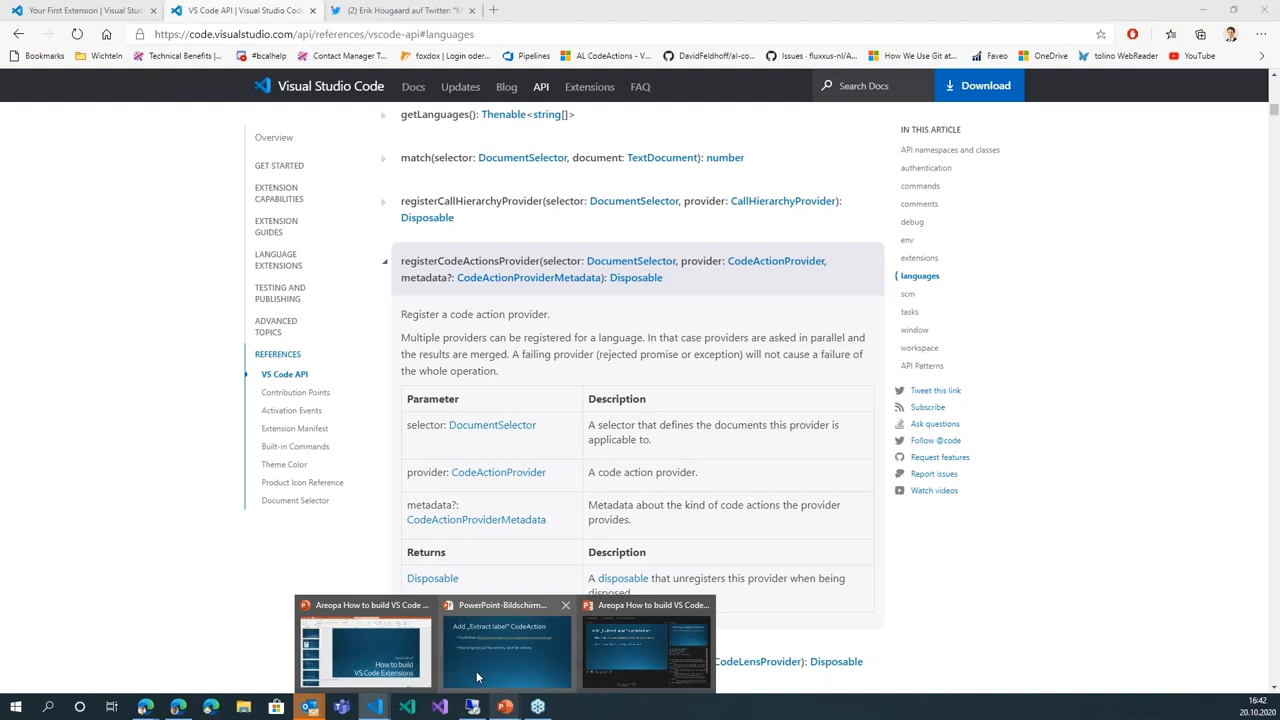 Your Extension | Visual Studi
VS Code API | Visual Studio Code
(2) Erik Hougaard auf Twitter: "M
https://code.visualstudio.com/api/references/vscode-api#languages
Bookmarks
Wichteln
Technical Benefits |...
#bcalhelp
Contact Manager T...
foxdox | Login oder...
Pipelines
AL CodeActions - V...
DavidFeldhoff/al-co...
Issues · fluxxus-nl/A...
How We Use Git at...
Faveo
OneDrive
tolino WebReader
YouTube
Visual Studio Code
Docs
Updates
Blog
API
Extensions
FAQ
Search Docs
Download
Overview
GET STARTED
EXTENSION
CAPABILITIES
EXTENSION
GUIDES
LANGUAGE
EXTENSIONS
TESTING AND
PUBLISHING
ADVANCED
TOPICS
REFERENCES
VS Code API
Contribution Points
Activation Events
Extension Manifest
Built-in Commands
Theme Color
Product Icon Reference
Document Selector
getLanguages(): Thenable<string[]>
match(selector: DocumentSelector, document: TextDocument): number
registerCallHierarchyProvider(selector: DocumentSelector, provider: CallHierarchyProvider):
Disposable
registerCodeActionsProvider(selector: DocumentSelector, provider: CodeActionProvider,
metadata?: CodeActionProviderMetadata): Disposable
Register a code action provider.
Multiple providers can be registered for a language. In that case providers are asked in parallel and
the results are merged. A failing provider (rejected promise or exception) will not cause a failure of
the whole operation.
Parameter Description
selector: DocumentSelector
A selector that defines the documents this provider is
applicable to.
provider: CodeActionProvider
A code action provider.
metadata?:
CodeActionProviderMetadata
Metadata about the kind of code actions the provider
provides.
Returns Description
Disposable
A disposable that unregisters this provider when being
disposed.
CodeLensProvider): Disposable
IN THIS ARTICLE
API namespaces and classes
authentication
commands
comments
debug
env
extensions
{ languages
scm
tasks
window
workspace
API Patterns
Tweet this link
Subscribe
Ask questions
Follow @code
Request features
Report issues
Watch videos
Areopa How to build VS Code ...
PowerPoint-Bildschirm...
Areopa How to build VS Code...
How to build
VS Code Extensions
Add „Extract label" CodeAction
Add „Extract label" CodeAction
16:42
20.10.2020